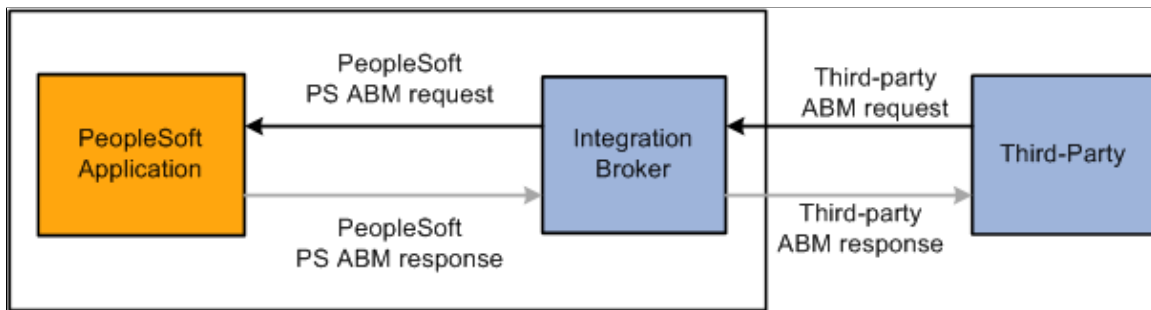 PeopleSoft
Application
PeopleSoft
PS ABM request
PeopleSoft
PS ABM response
Integration
Broker
Third-party
ABM request
Third-party
ABM response
Third-Party